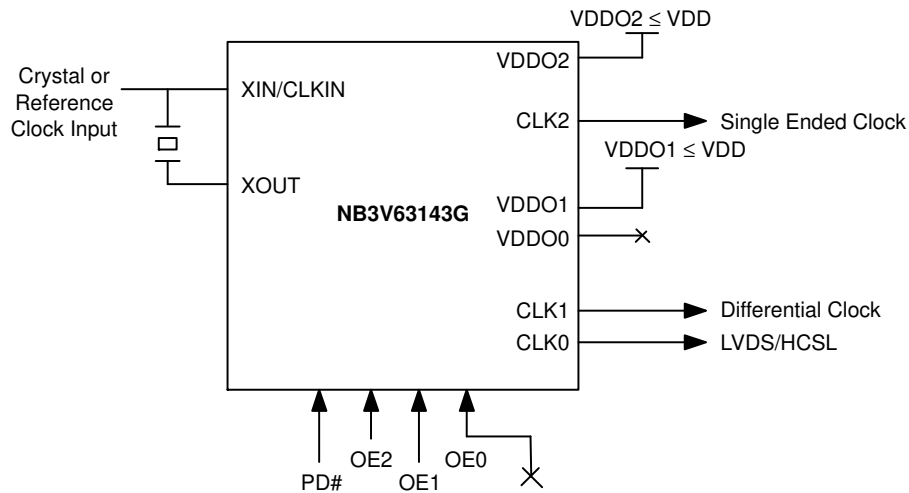 VDDO2 ≤ VDD
VDDO2
Crystal or
Reference
Clock Input
XIN/CLKIN
CLK2
Single Ended Clock
VDDO1 ≤ VDD
XOUT
NB3V63143G
VDDO1
VDDO0
CLK1
Differential Clock
CLK0
LVDS/HCSL
PD#
OE2
OE1
OE0